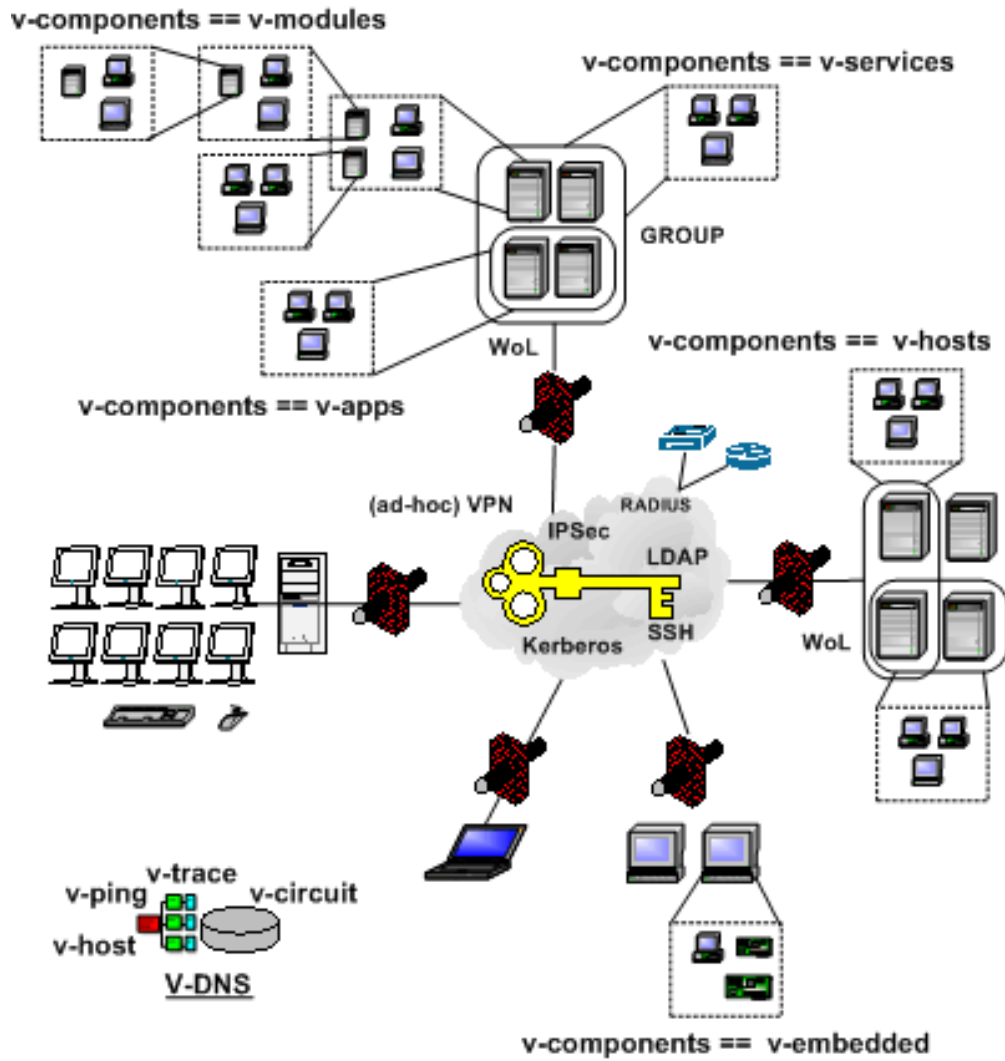 v-components == v-modules
v-components == v-services
GROUP
WoL
v-components == v-hosts
v-components == v-apps
(ad-hoc) VPN
RADIUS
IPSec
LDAP
Kerberos
SSH
WoL
v-trace
v-ping
v-circuit
v-host
V-DNS
v-components == v-embedded